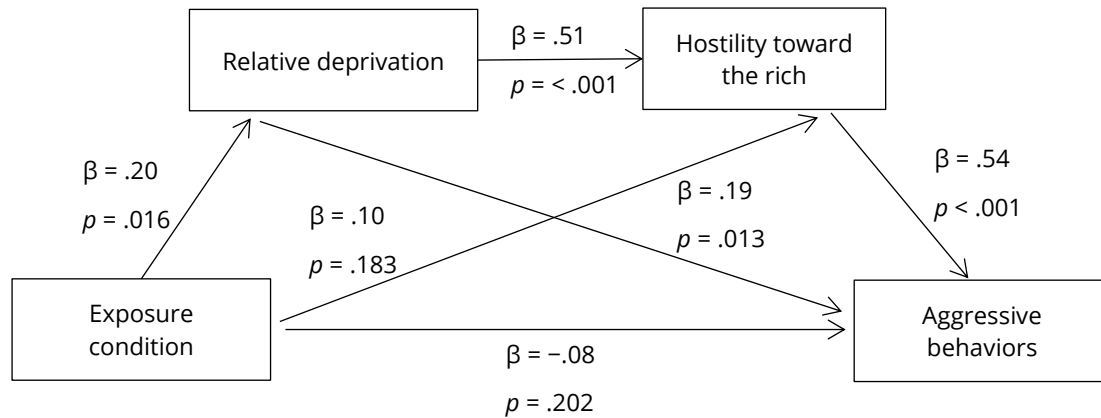 Relative deprivation
β = .51
p = < .001
Hostility toward
the rich
β = .20
p = .016
β = .10
p = .183
β = .19
p = .013
β = .54
p < .001
Exposure
condition
β = −.08
p = .202
Aggressive
behaviors